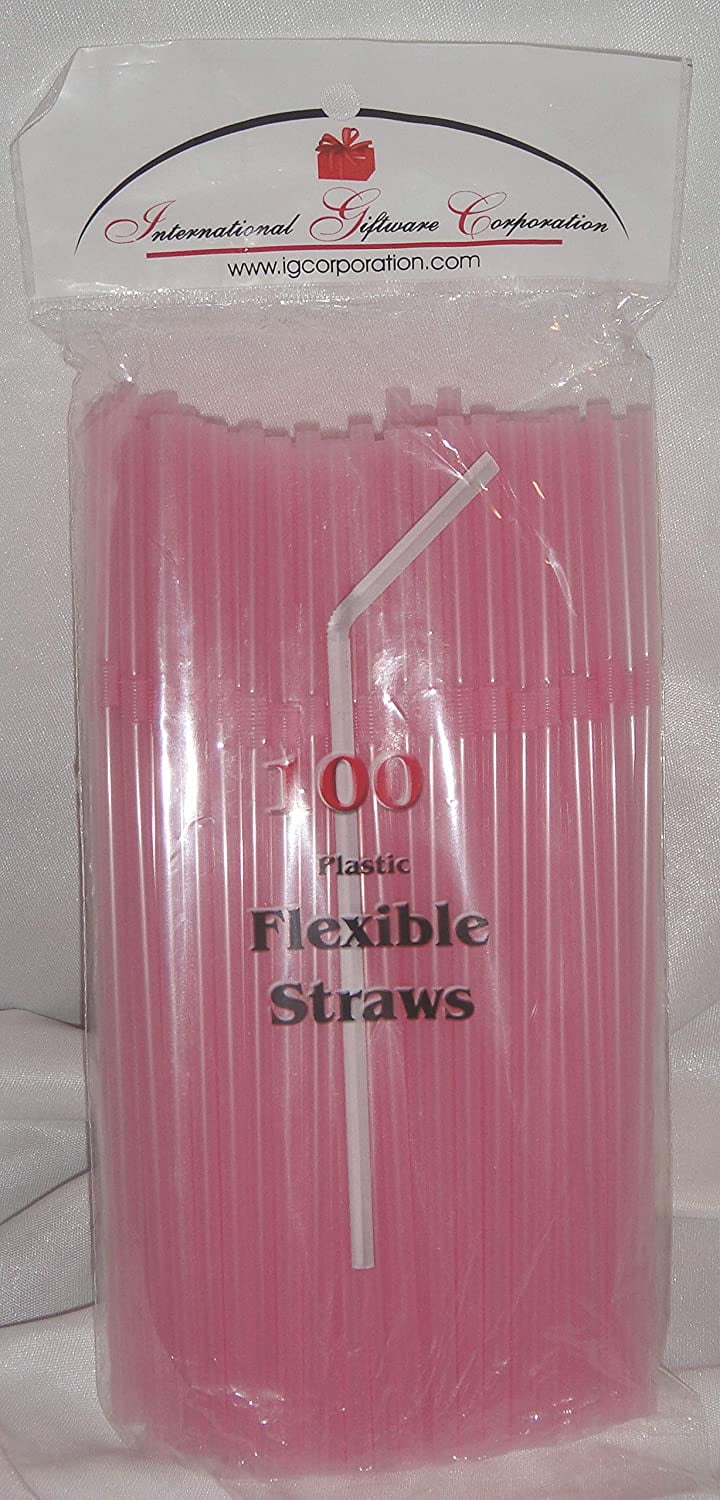 International Giftware Corporation
www.igcorporation.com
100
Plastic
Flexible
Straws